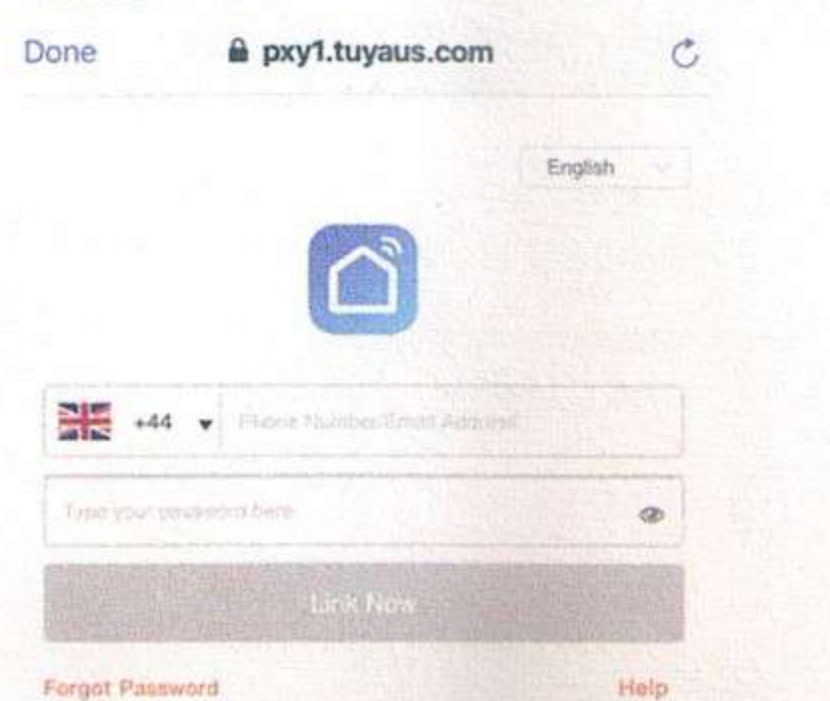 Done pxy1.tuyaus.com
English
+44 Phone Number/Email Address
Type your password here
Link Now
Forgot Password Help